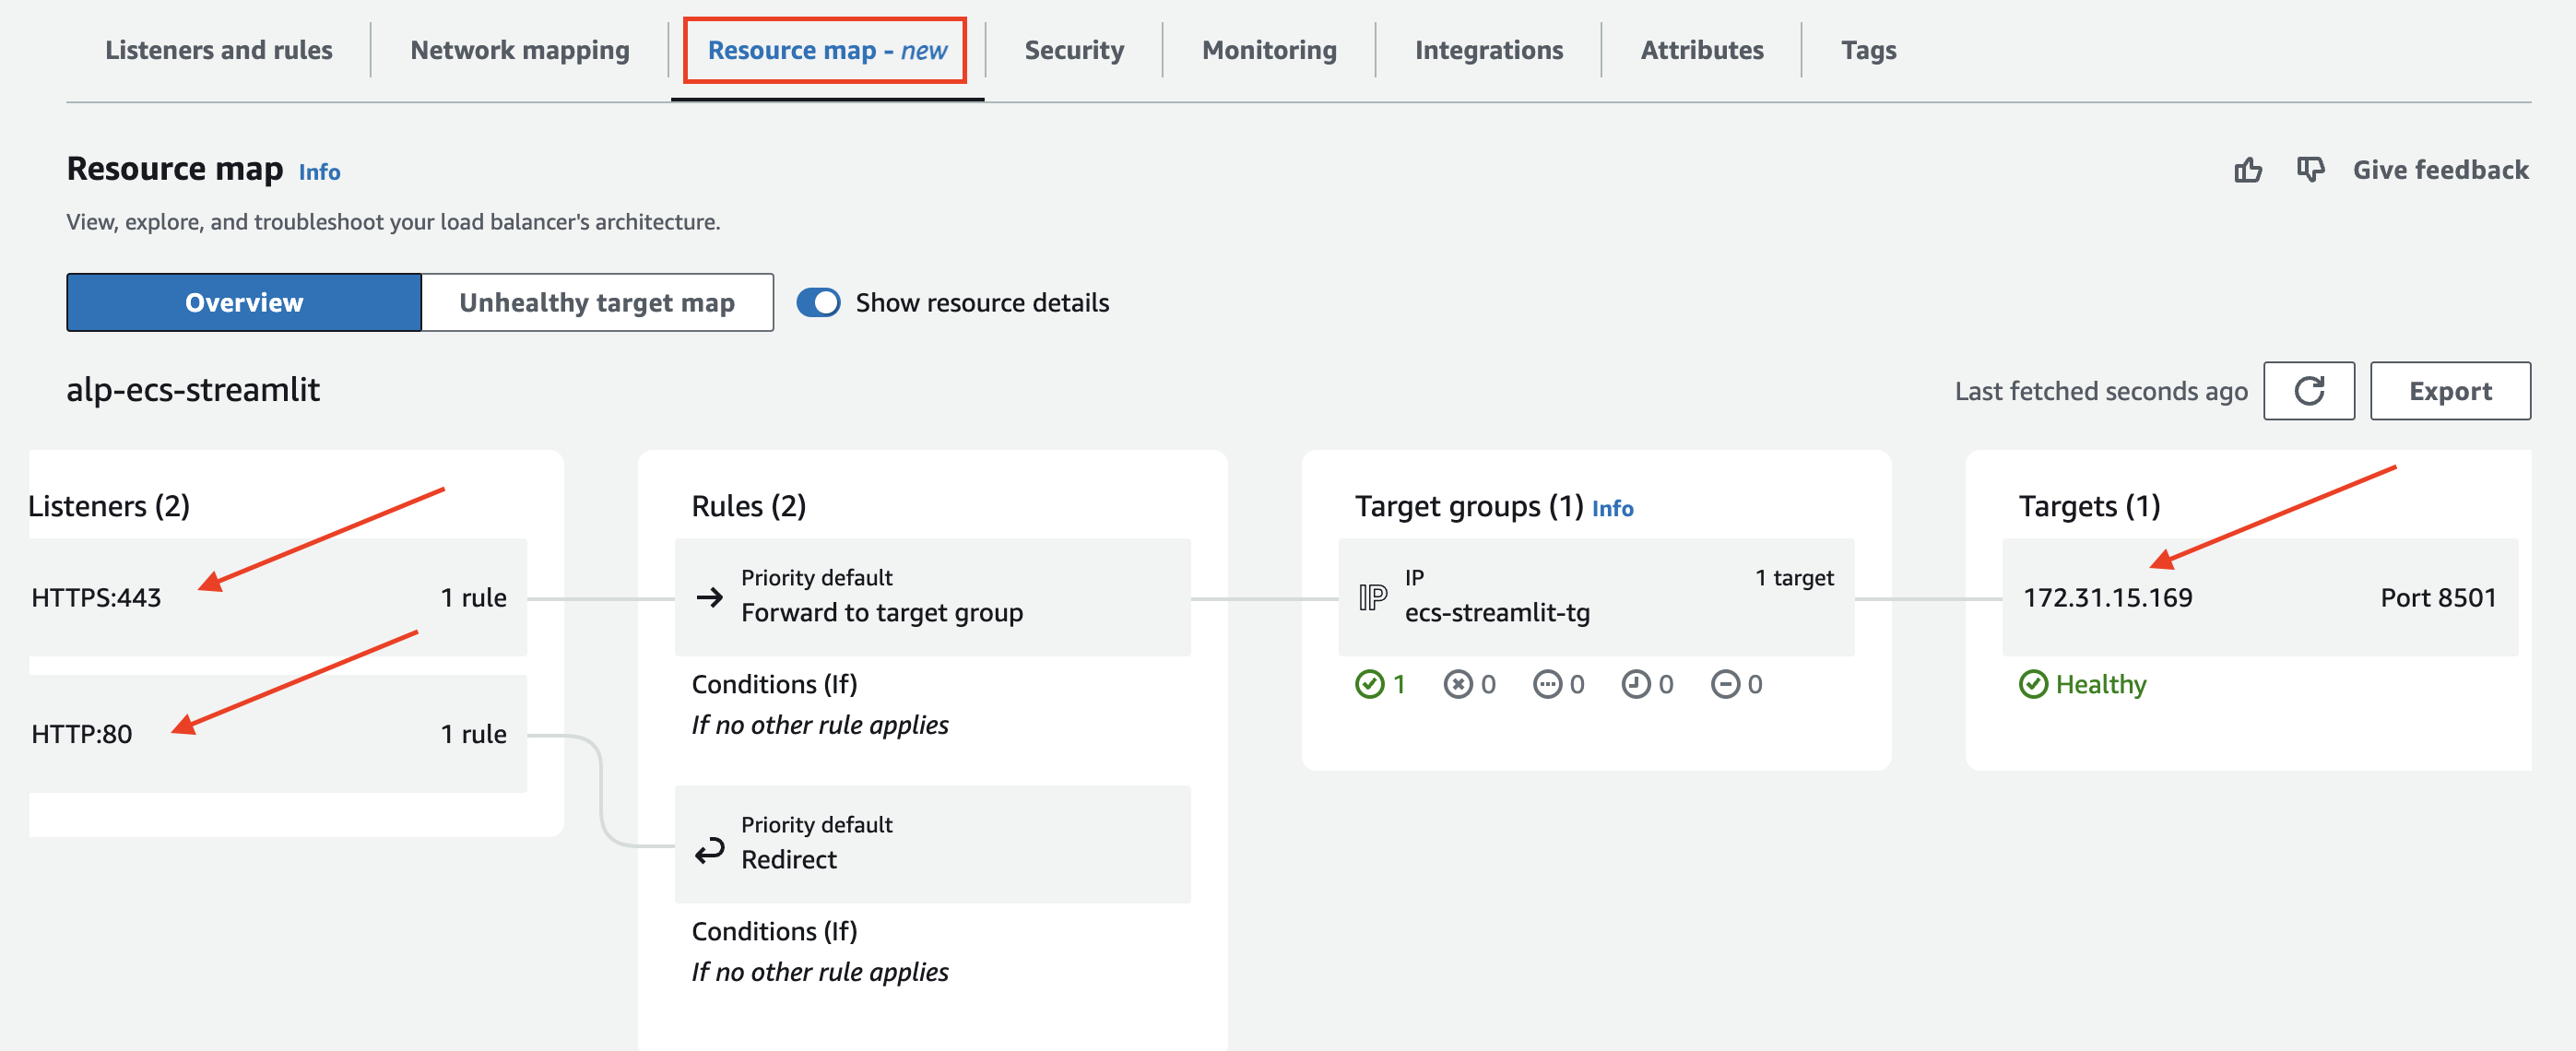 Listeners and rules
Network mapping
Resource map - new
Security
Monitoring
Integrations
Attributes
Tags
Resource map Info
Give feedback
View, explore, and troubleshoot your load balancer's architecture.
Overview
Unhealthy target map
Show resource details
alp-ecs-streamlit
Last fetched seconds ago
Export
Listeners (2)
HTTPS:443 1 rule
HTTP:80 1 rule
Rules (2)
Priority default
Forward to target group
Conditions (If)
If no other rule applies
Priority default
Redirect
Conditions (If)
If no other rule applies
Target groups (1) Info
IP IP 1 target
ecs-streamlit-tg
1 0 0 0 0
Targets (1)
172.31.15.169 Port 8501
Healthy